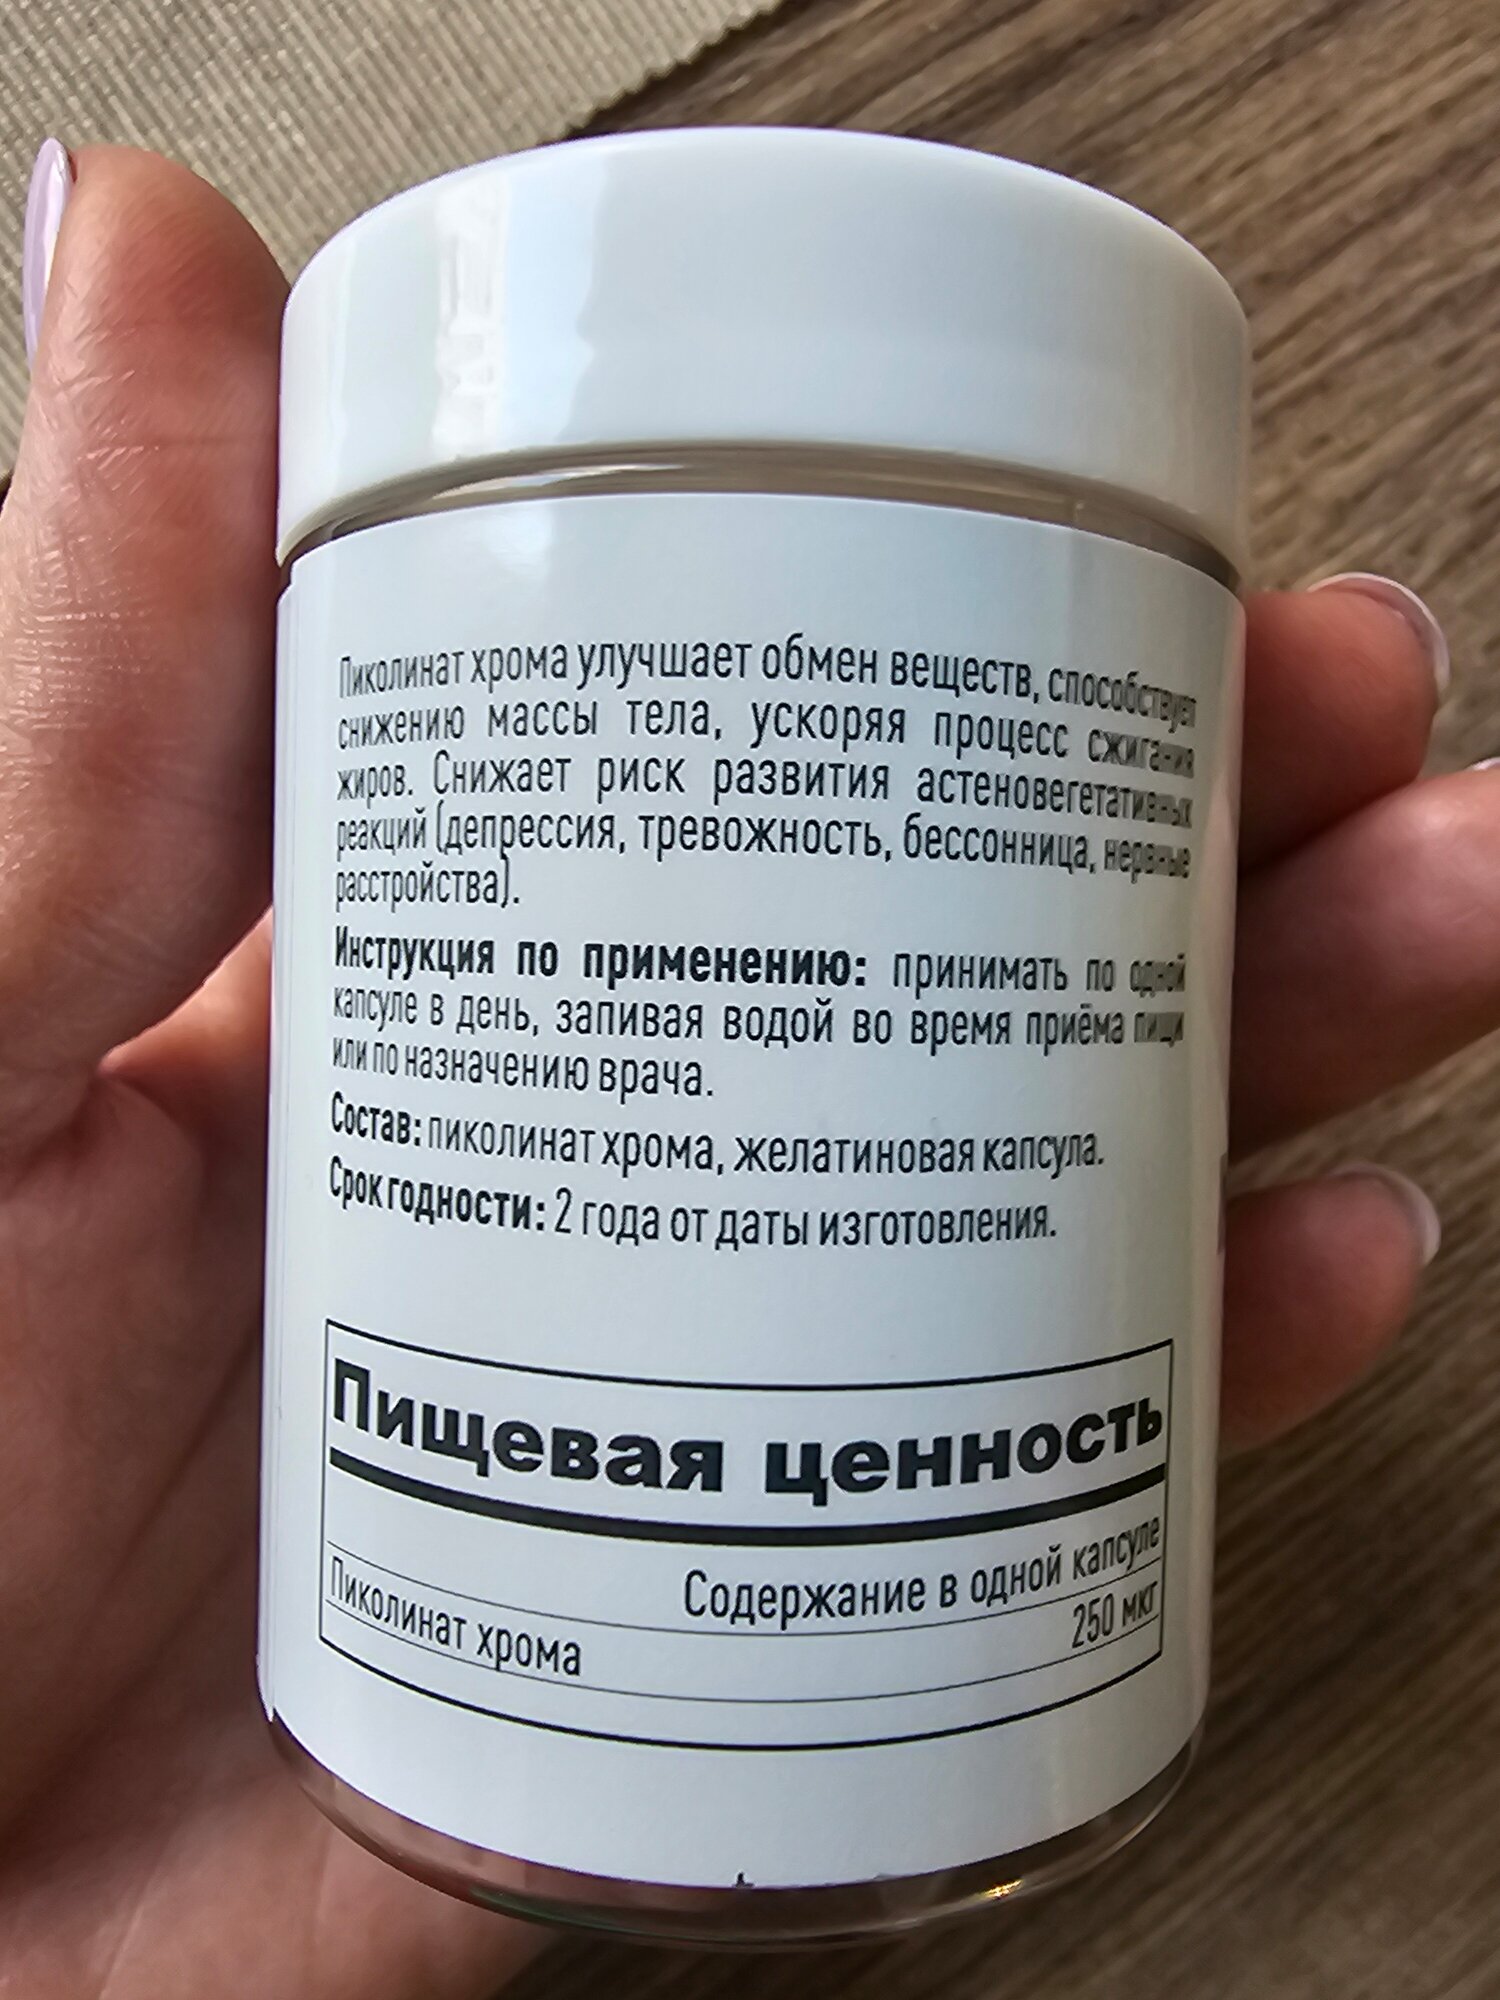 Пиколинат хрома улучшает обмен веществ, способствует
снижению массы тела, ускоряя процесс сжигания
жиров. Снижает риск развития астеновегетативных
реакций (депрессия, тревожность, бессонница, нервные
расстройства).
Инструкция по применению: принимать по одной
капсуле в день, запивая водой во время приёма пищи
или по назначению врача.
Состав: пиколинат хрома, желатиновая капсула.
Срок годности: 2 года от даты изготовления.
Пищевая ценность
Содержание в одной капсуле
Пиколинат хрома 250 мкг